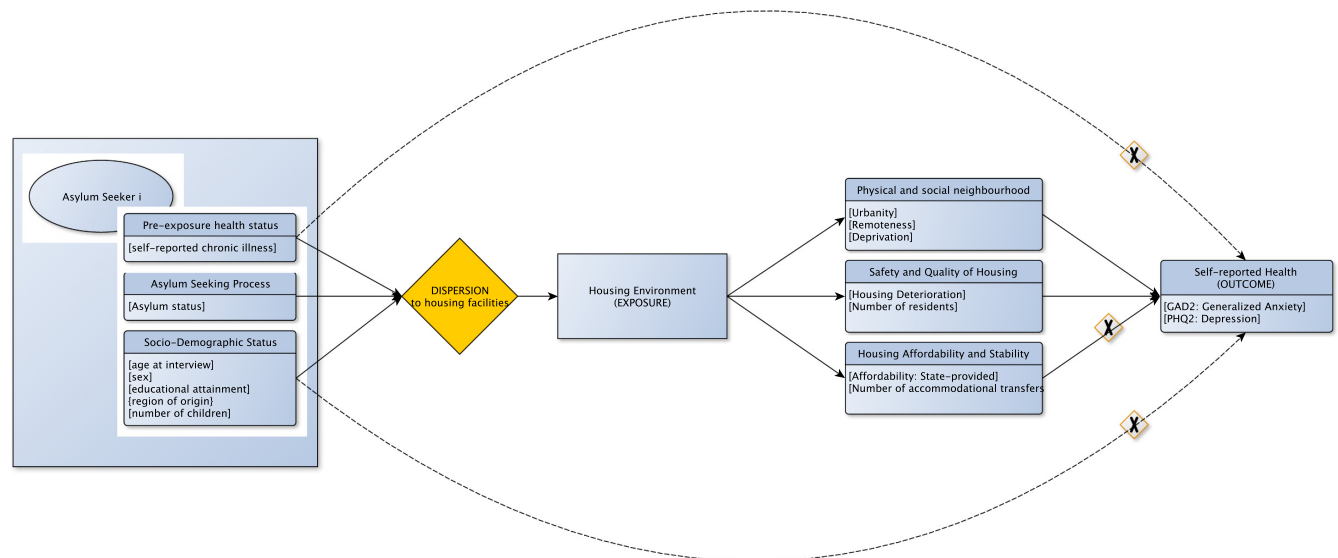 Asylum Seeker i
Pre-exposure health status
[self-reported chronic illness]
Asylum Seeking Process
[Asylum status]
Socio-Demographic Status
[age at interview]
[sex]
[educational attainment]
{region of origin}
[number of children]
DISPERSION
to housing facilities
Housing Environment
(EXPOSURE)
Physical and social neighbourhood
[Urbanity]
[Remoteness]
[Deprivation]
Safety and Quality of Housing
[Housing Deterioration]
[Number of residents]
Housing Affordability and Stability
[Affordability: State-provided]
[Number of accommodational transfers
X
X
X
Self-reported Health
(OUTCOME)
[GAD2: Generalized Anxiety]
[PHQ2: Depression]